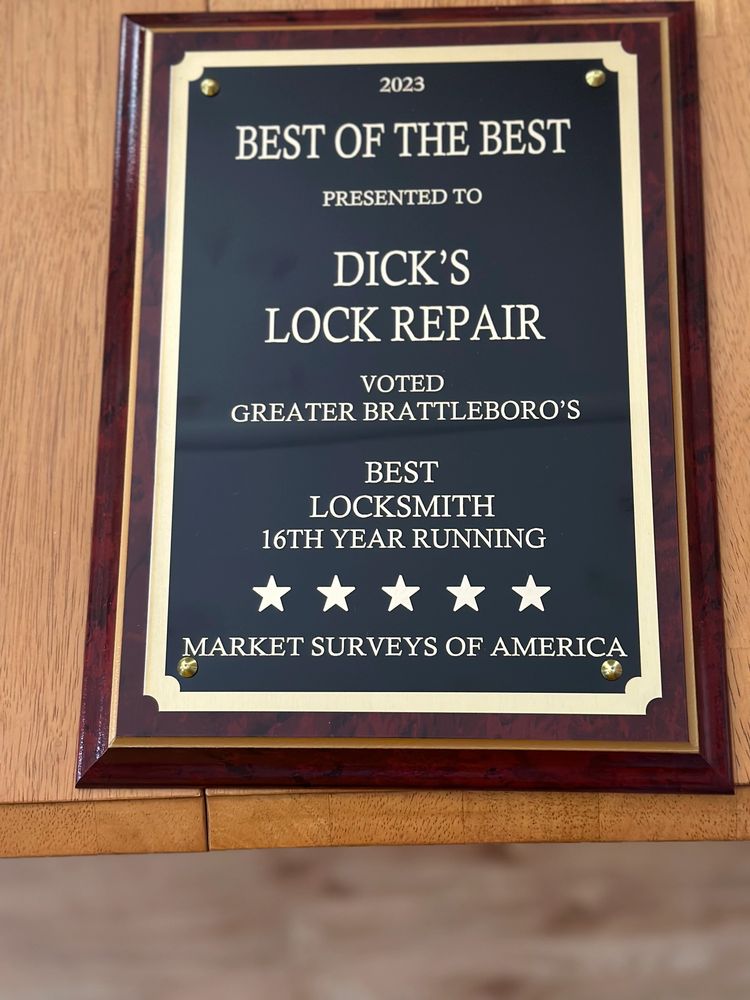 2023
BEST OF THE BEST
PRESENTED TO
DICK'S
LOCK REPAIR
VOTED
GREATER BRATTLEBORO'S
BEST
LOCKSMITH
16TH YEAR RUNNING
MARKET SURVEYS OF AMERICA